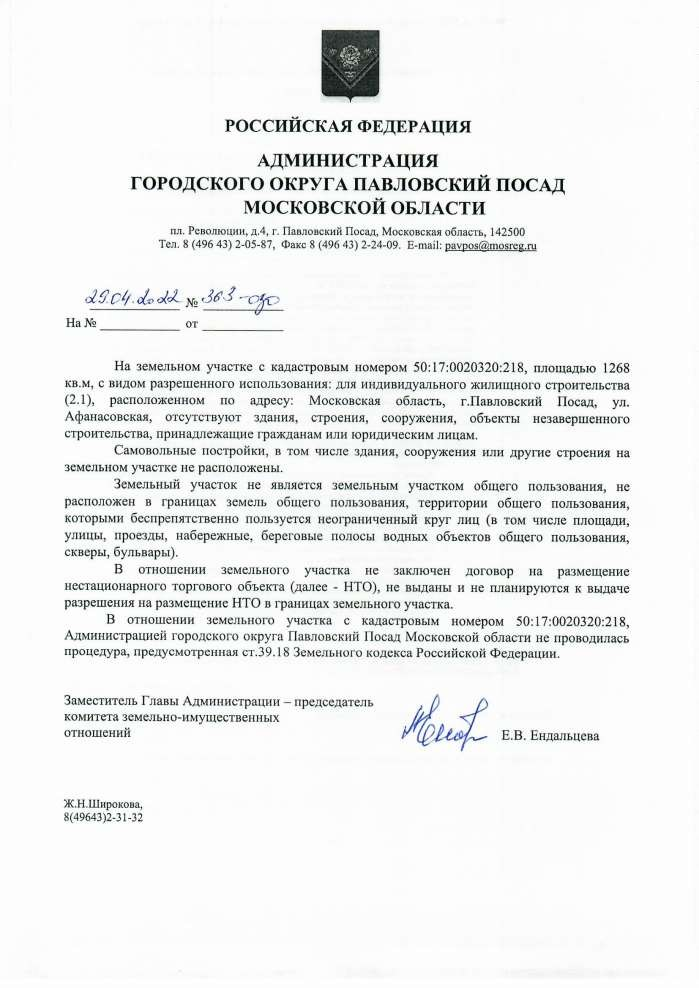 РОССИЙСКАЯ ФЕДЕРАЦИЯ
АДМИНИСТРАЦИЯ
ГОРОДСКОГО ОКРУГА ПАВЛОВСКИЙ ПОСАД
МОСКОВСКОЙ ОБЛАСТИ
пл. Революции, д.4, г. Павловский Посад, Московская область, 142500
Тел. 8 (496 43) 2-05-87, Факс 8 (496 43) 2-24-09. E-mail: pavpos@mosreg.ru
29.04.2022 № 363-озо
На № ____________ от ____________
На земельном участке с кадастровым номером 50:17:0020320:218, площадью 1268
кв.м, с видом разрешенного использования: для индивидуального жилищного строительства
(2.1), расположенном по адресу: Московская область, г.Павловский Посад, ул.
Афанасовская, отсутствуют здания, строения, сооружения, объекты незавершенного
строительства, принадлежащие гражданам или юридическим лицам.
Самовольные постройки, в том числе здания, сооружения или другие строения на
земельном участке не расположены.
Земельный участок не является земельным участком общего пользования, не
расположен в границах земель общего пользования, территории общего пользования,
которыми беспрепятственно пользуется неограниченный круг лиц (в том числе площади,
улицы, проезды, набережные, береговые полосы водных объектов общего пользования,
скверы, бульвары).
В отношении земельного участка не заключен договор на размещение
нестационарного торгового объекта (далее - НТО), не выданы и не планируются к выдаче
разрешения на размещение НТО в границах земельного участка.
В отношении земельного участка с кадастровым номером 50:17:0020320:218,
Администрацией городского округа Павловский Посад Московской области не проводилась
процедура, предусмотренная ст.39.18 Земельного кодекса Российской Федерации.
Заместитель Главы Администрации – председатель
комитета земельно-имущественных
отношений
Е.В. Ендальцева
Ж.Н.Широкова,
8(49643)2-31-32